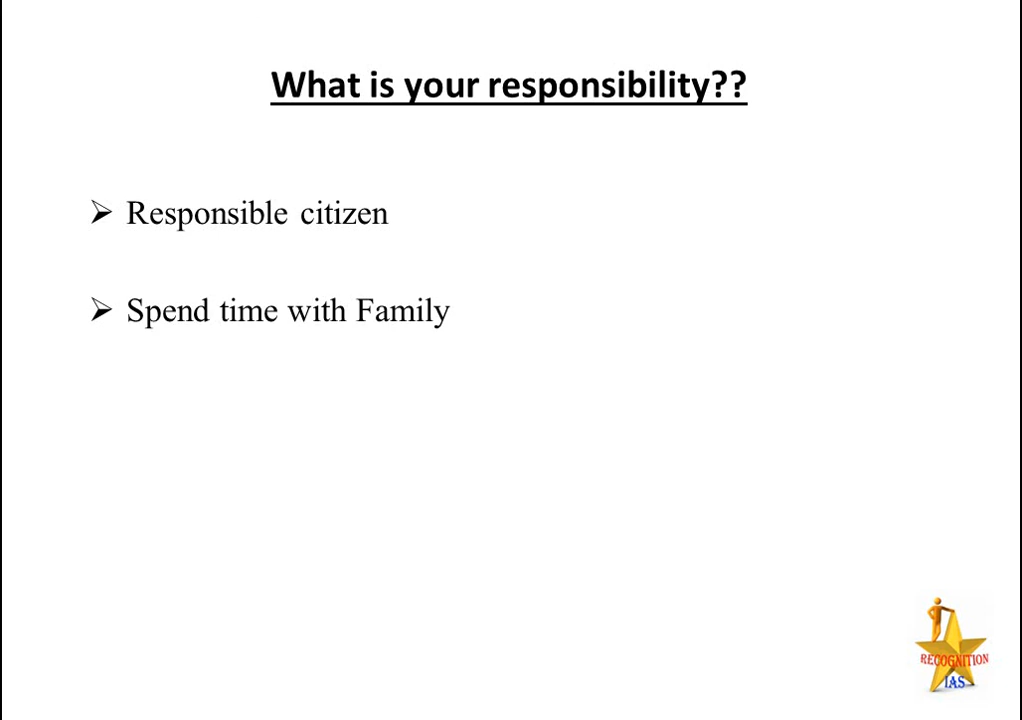 What is your responsibility??
➢ Responsible citizen
➢ Spend time with Family
RECOGNITION
IAS